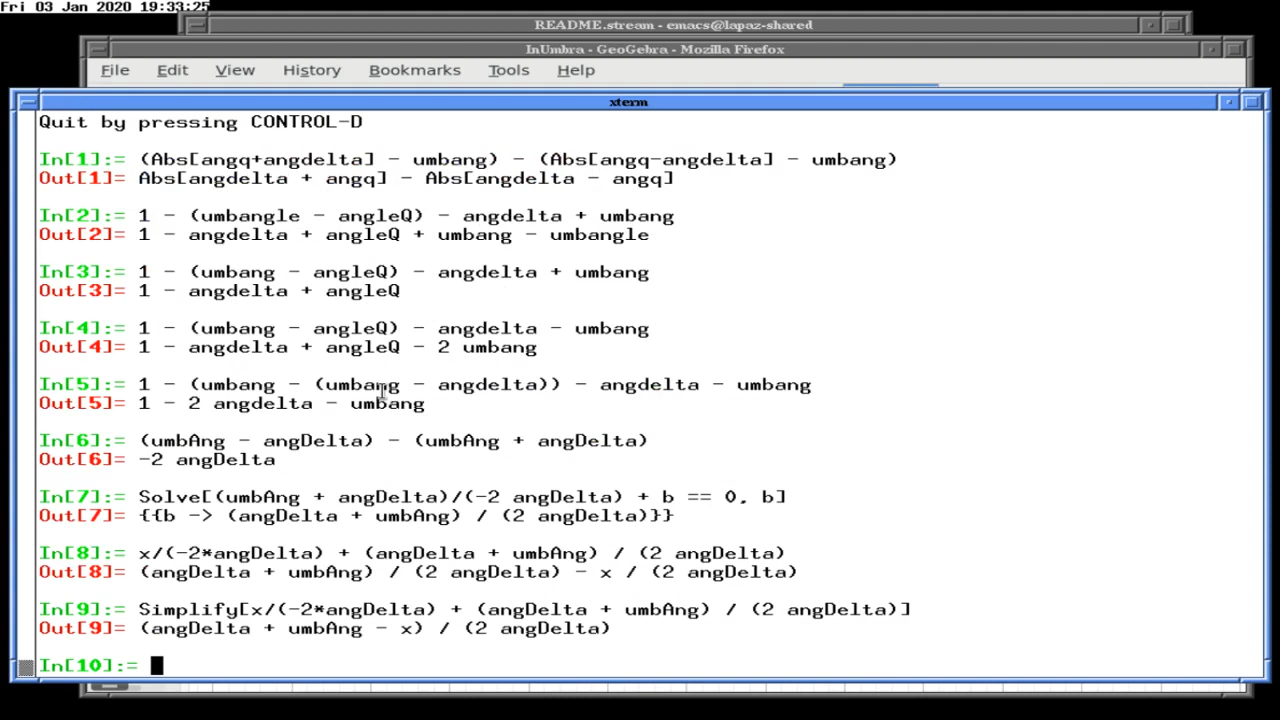 Fri 03 Jan 2020 19:33:25
README.stream - emacs@lapaz-shared
InUmbra - GeoGebra - Mozilla Firefox
File Edit View History Bookmarks Tools Help
xterm
Quit by pressing CONTROL-D
In[1]:= (Abs[angq+angdelta] - umbang) - (Abs[angq-angdelta] - umbang)
Out[1]= Abs[angdelta + angq] - Abs[angdelta - angq]
In[2]:= 1 - (umbangle - angleQ) - angdelta + umbang
Out[2]= 1 - angdelta + angleQ + umbang - umbangle
In[3]:= 1 - (umbang - angleQ) - angdelta + umbang
Out[3]= 1 - angdelta + angleQ
In[4]:= 1 - (umbang - angleQ) - angdelta - umbang
Out[4]= 1 - angdelta + angleQ - 2 umbang
In[5]:= 1 - (umbang - (umbang - angdelta)) - angdelta - umbang
Out[5]= 1 - 2 angdelta - umbang
In[6]:= (umbAng - angDelta) - (umbAng + angDelta)
Out[6]= -2 angDelta
In[7]:= Solve[(umbAng + angDelta)/(-2 angDelta) + b == 0, b]
Out[7]= {{b -> (angDelta + umbAng) / (2 angDelta)}}
In[8]:= x/(-2*angDelta) + (angDelta + umbAng) / (2 angDelta)
Out[8]= (angDelta + umbAng) / (2 angDelta) - x / (2 angDelta)
In[9]:= Simplify[x/(-2*angDelta) + (angDelta + umbAng) / (2 angDelta)]
Out[9]= (angDelta + umbAng - x) / (2 angDelta)
In[10]:=